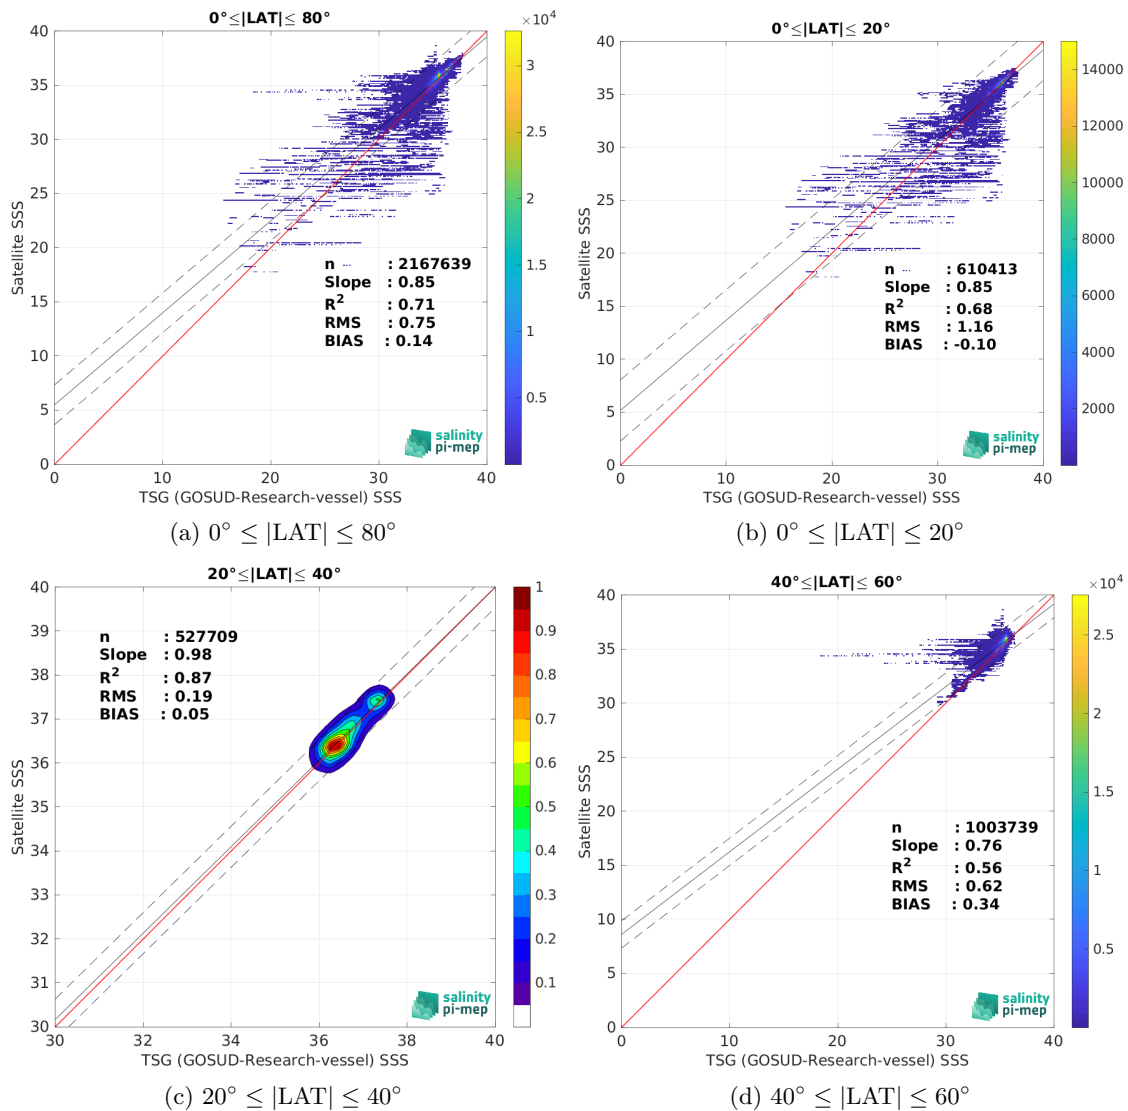 0°≤|LAT|≤ 80°
×10⁴
40
35
30
25
20
15
10
5
0
Satellite SSS
n : 2167639
Slope : 0.85
R² : 0.71
RMS : 0.75
BIAS : 0.14
salinity
pi-mep
0 10 20 30 40
TSG (GOSUD-Research-vessel) SSS
3
2.5
2
1.5
1
0.5
(a) 0° ≤ |LAT| ≤ 80°
0°≤|LAT|≤ 20°
40
35
30
25
20
15
10
5
0
Satellite SSS
n : 610413
Slope : 0.85
R² : 0.68
RMS : 1.16
BIAS : -0.10
salinity
pi-mep
0 10 20 30 40
TSG (GOSUD-Research-vessel) SSS
14000
12000
10000
8000
6000
4000
2000
(b) 0° ≤ |LAT| ≤ 20°
20°≤|LAT|≤ 40°
40
39
38
37
36
35
34
33
32
31
30
Satellite SSS
n : 527709
Slope : 0.98
R² : 0.87
RMS : 0.19
BIAS : 0.05
salinity
pi-mep
30 32 34 36 38 40
TSG (GOSUD-Research-vessel) SSS
1
0.9
0.8
0.7
0.6
0.5
0.4
0.3
0.2
0.1
(c) 20° ≤ |LAT| ≤ 40°
40°≤|LAT|≤ 60°
×10⁴
40
35
30
25
20
15
10
5
0
Satellite SSS
n : 1003739
Slope : 0.76
R² : 0.56
RMS : 0.62
BIAS : 0.34
salinity
pi-mep
0 10 20 30 40
TSG (GOSUD-Research-vessel) SSS
2.5
2
1.5
1
0.5
(d) 40° ≤ |LAT| ≤ 60°